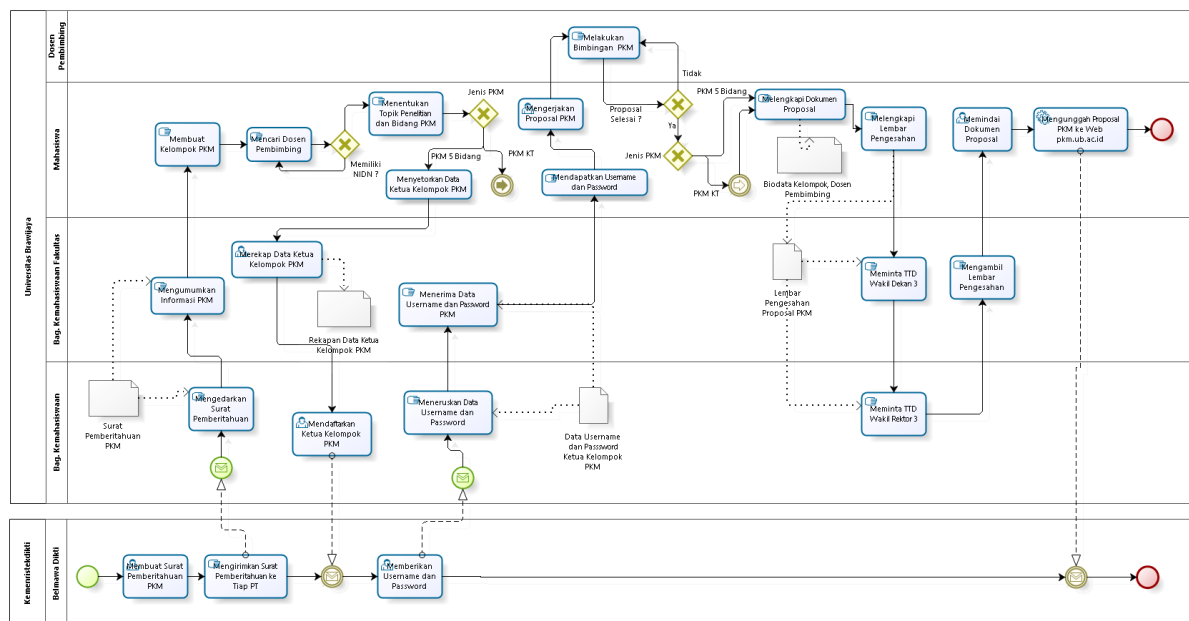 Universitas Brawijaya
Dosen
Pembimbing
Melakukan
Bimbingan PKM
Tidak
Proposal
Selesai ?
Ya
Mahasiswa
Membuat
Kelompok PKM
Mencari Dosen
Pembimbing
Memiliki
NIDN ?
Menentukan
Topik Penelitian
dan Bidang PKM
Jenis PKM
PKM 5 Bidang
PKM KT
Menyetorkan Data
Ketua Kelompok PKM
Mengerjakan
Proposal PKM
Mendapatkan Username
dan Password
Jenis PKM
PKM 5 Bidang
PKM KT
Melengkapi Dokumen
Proposal
Biodata Kelompok, Dosen
Pembimbing
Melengkapi
Lembar
Pengesahan
Memindai
Dokumen
Proposal
Mengunggah Proposal
PKM ke Web
pkm.ub.ac.id
Bag. Kemahasiswaan Fakultas
Mengumumkan
Informasi PKM
Merekap Data Ketua
Kelompok PKM
Rekapan Data Ketua
Kelompok PKM
Menerima Data
Username dan Password
PKM
Lembar
Pengesahan
Proposal PKM
Meminta TTD
Wakil Dekan 3
Mengambil
Lembar
Pengesahan
Bag. Kemahasiswaan
Surat
Pemberitahuan
PKM
Mengedarkan
Surat
Pemberitahuan
Mendaftarkan
Ketua Kelompok
PKM
Meneruskan Data
Username dan
Password
Data Username
dan Password
Ketua Kelompok
PKM
Meminta TTD
Wakil Rektor 3
Kemenristekdikti
Belmawa Dikti
Membuat Surat
Pemberitahuan
PKM
Mengirimkan Surat
Pemberitahuan ke
Tiap PT
Memberikan
Username dan
Password